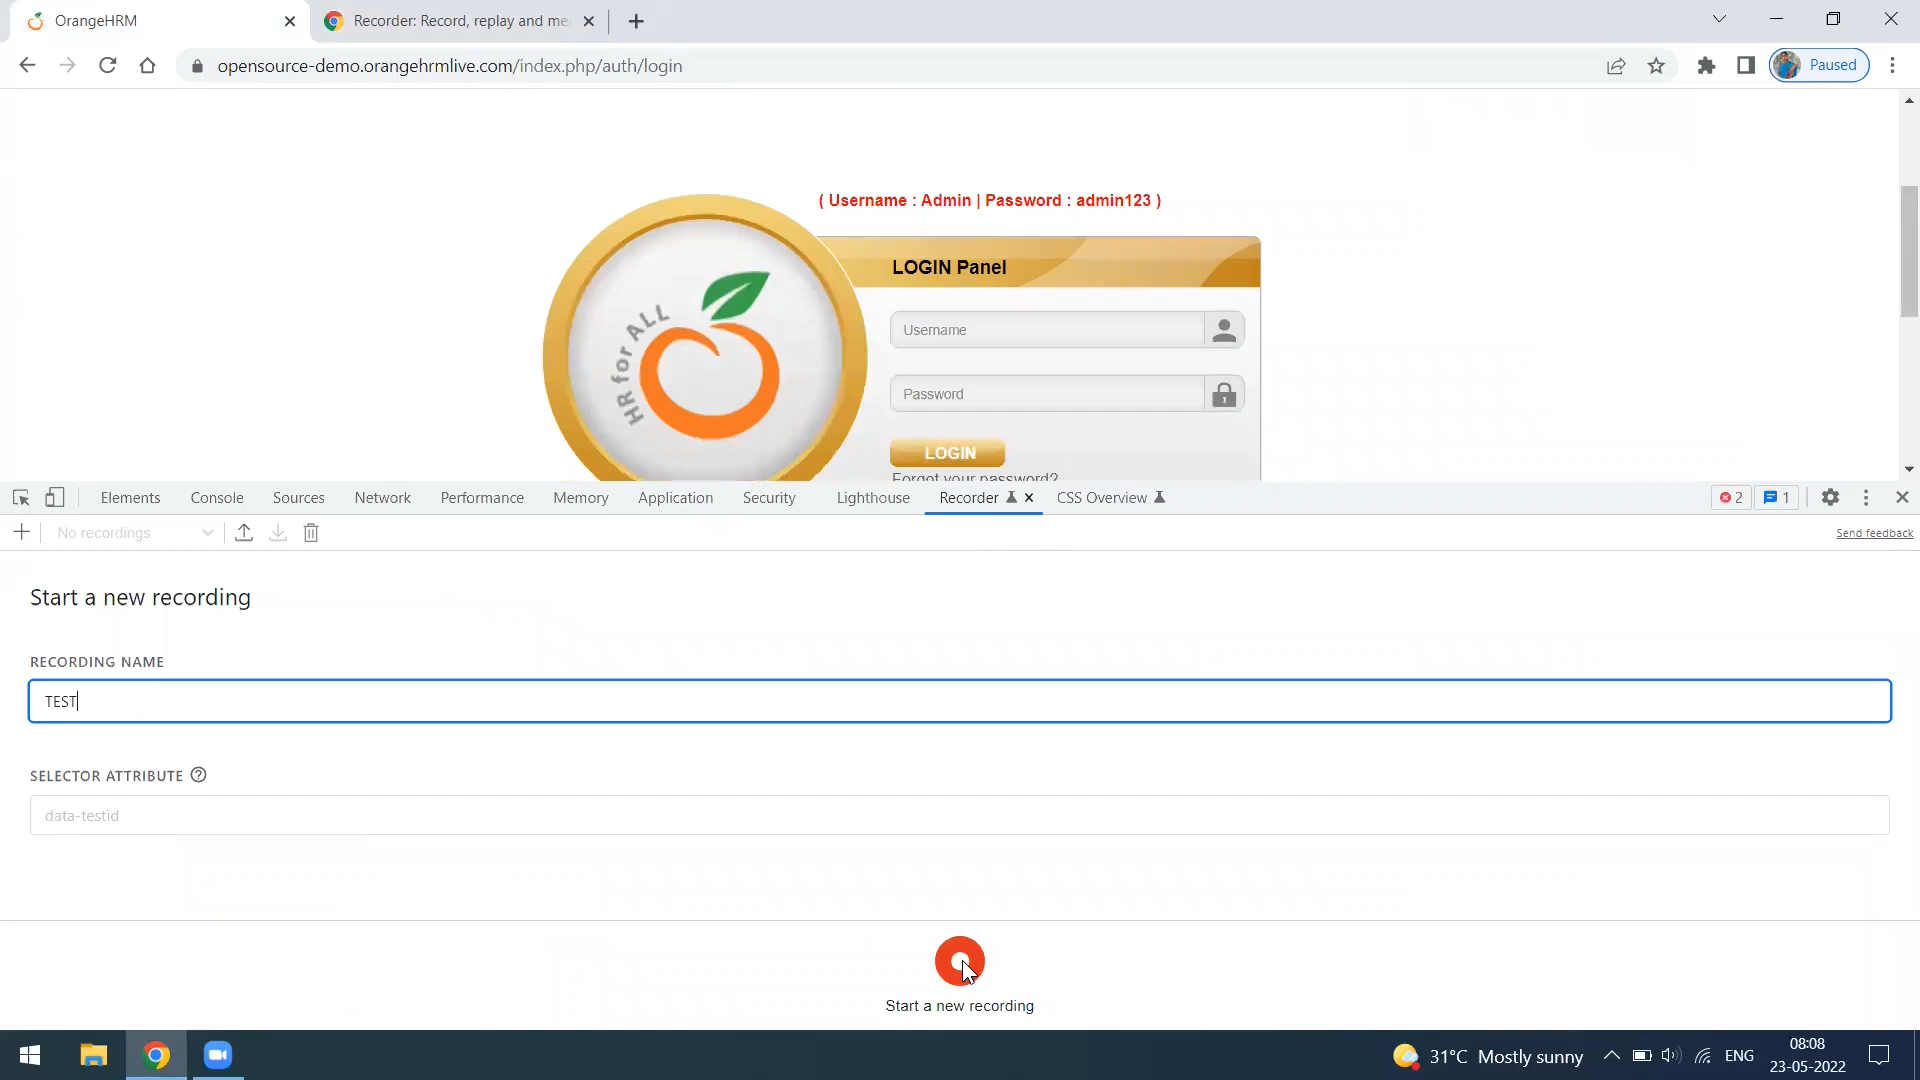 OrangeHRM
Recorder: Record, replay and me
opensource-demo.orangehrmlive.com/index.php/auth/login
Paused
( Username : Admin | Password : admin123 )
HR for ALL
LOGIN Panel
Username
Password
LOGIN
Forgot your password?
Elements Console Sources Network Performance Memory Application Security Lighthouse Recorder CSS Overview 2 1
No recordings
Send feedback
Start a new recording
RECORDING NAME
TEST
SELECTOR ATTRIBUTE
data-testid
Start a new recording
31°C Mostly sunny
ENG
08:08
23-05-2022